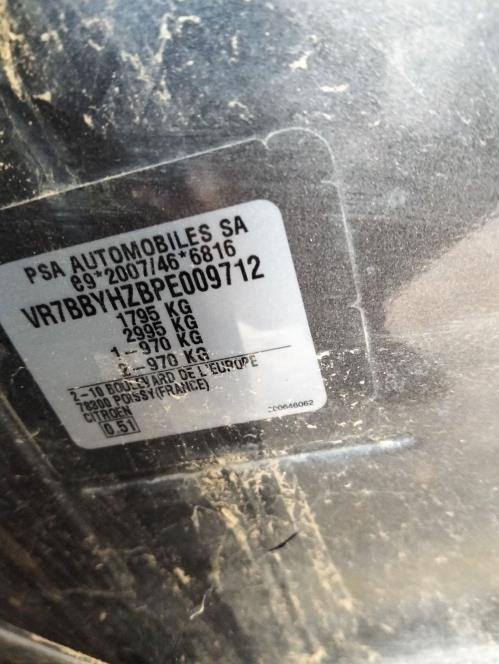 PSA AUTOMOBILES SA
e9*2007/46*6816
VR7BBYHZBPE009712
1795 KG
2995 KG
1-970 KG
2-970 KG
2-10 BOULEVARD DE L'EUROPE
78300 POISSY(FRANCE)
CITROEN
0.51